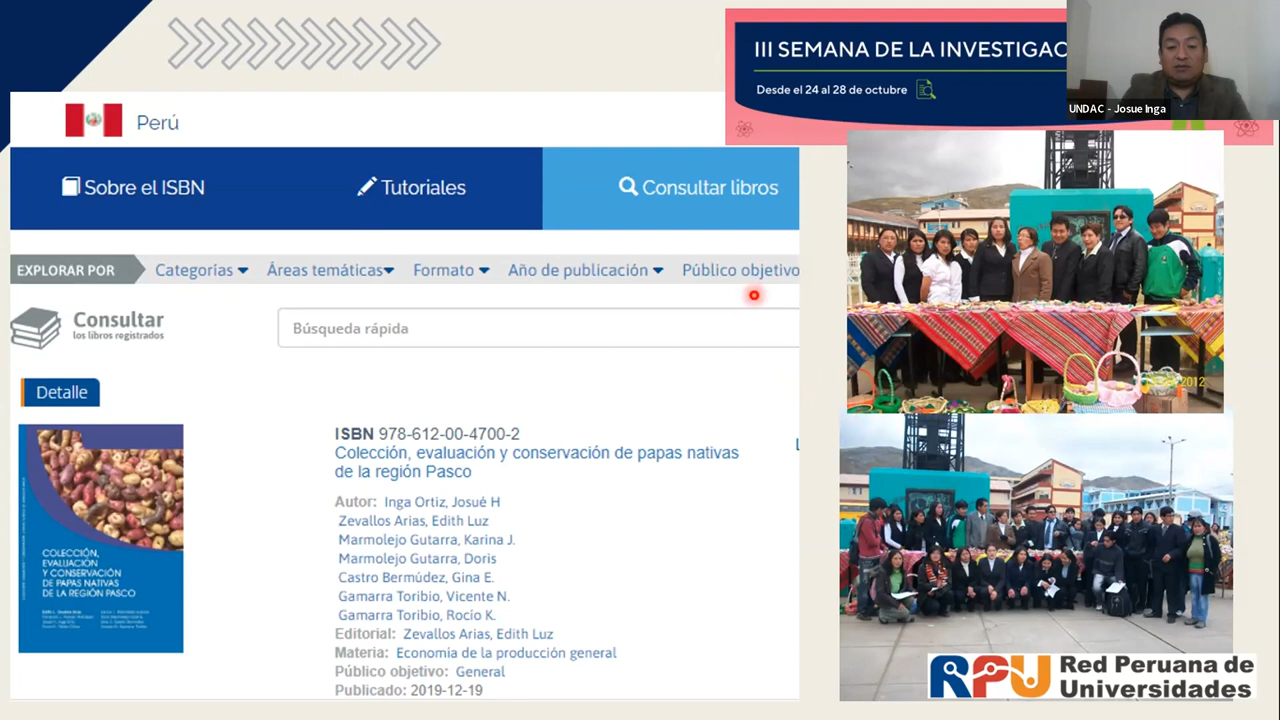 III SEMANA DE LA INVESTIGAC
Desde el 24 al 28 de octubre
UNDAC - Josue Inga
Perú
Sobre el ISBN
Tutoriales
Consultar libros
EXPLORAR POR
Categorías
Áreas temáticas
Formato
Año de publicación
Público objetivo
Consultar
los libros registrados
Búsqueda rápida
Detalle
COLECCIÓN,
EVALUACIÓN
Y CONSERVACIÓN
DE PAPAS NATIVAS
DE LA REGIÓN PASCO
ISBN 978-612-00-4700-2
Colección, evaluación y conservación de papas nativas
de la región Pasco
Autor: Inga Ortiz, Josué H
Zevallos Arias, Edith Luz
Marmolejo Gutarra, Karina J.
Marmolejo Gutarra, Doris
Castro Bermúdez, Gina E.
Gamarra Toribio, Vicente N.
Gamarra Toribio, Rocío K.
Editorial: Zevallos Arias, Edith Luz
Materia: Economía de la producción general
Público objetivo: General
Publicado: 2019-12-19
2012
RPU
Red Peruana de
Universidades